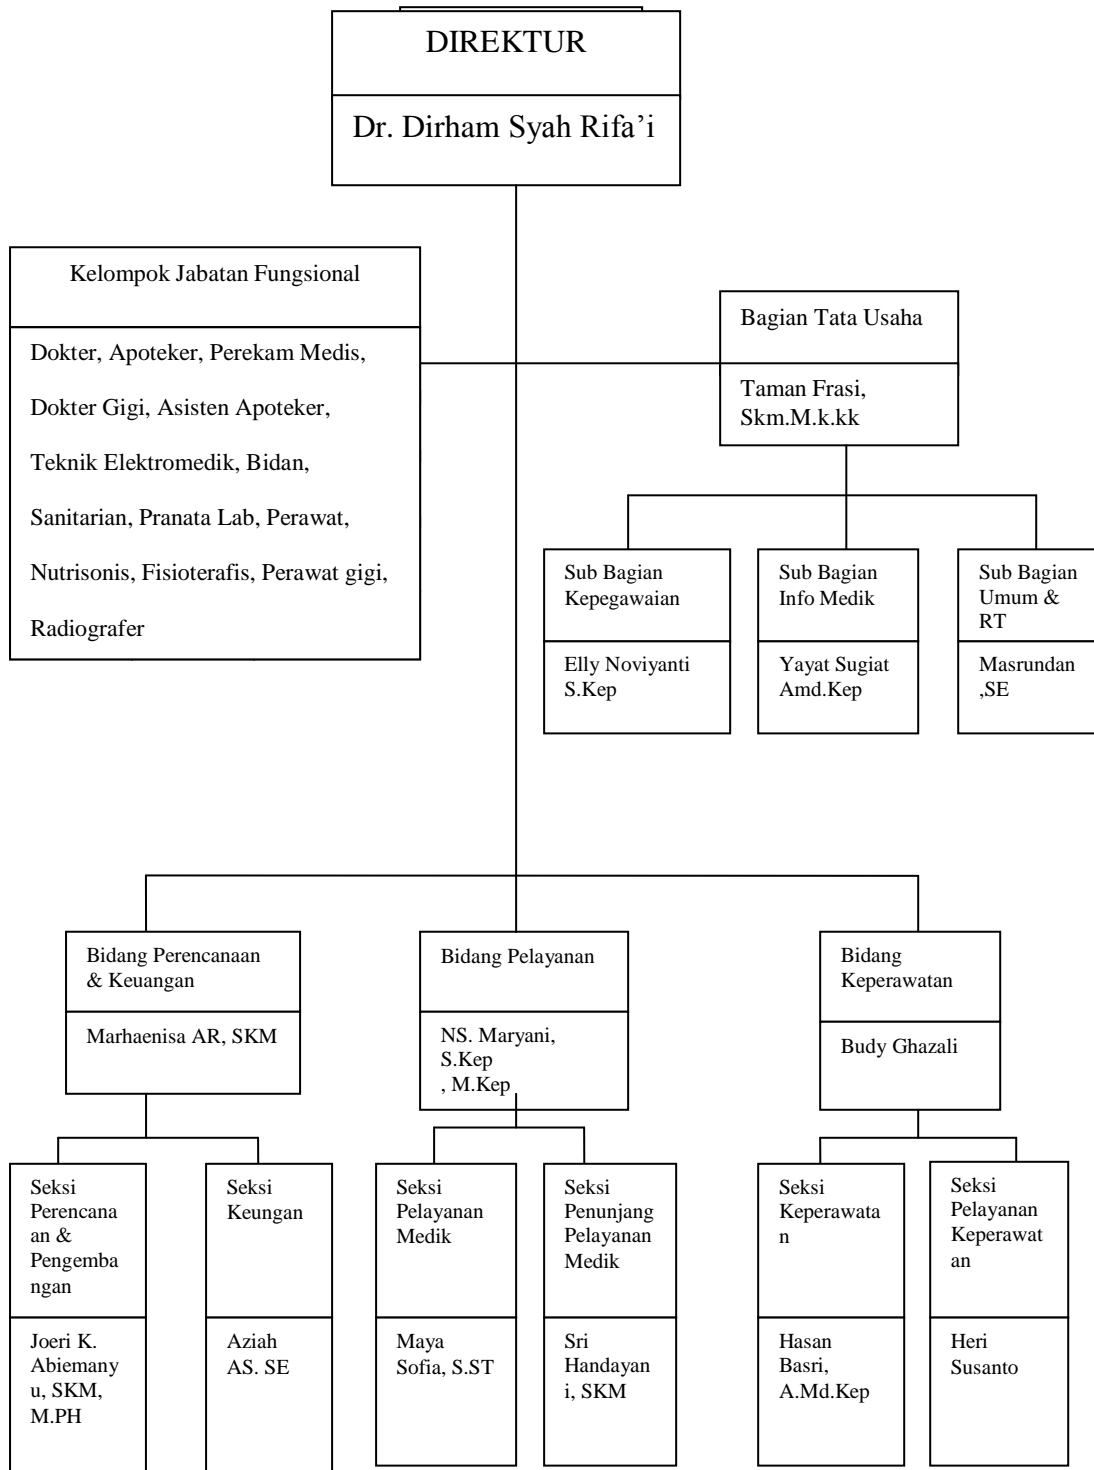 DIREKTUR
Dr. Dirham Syah Rifa'i
Kelompok Jabatan Fungsional
Dokter, Apoteker, Perekam Medis,
Dokter Gigi, Asisten Apoteker,
Teknik Elektromedik, Bidan,
Sanitarian, Pranata Lab, Perawat,
Nutrisonis, Fisioterafis, Perawat gigi,
Radiografer
Bagian Tata Usaha
Taman Frasi,
Skm.M.k.kk
Sub Bagian
Kepegawaian
Elly Noviyanti
S.Kep
Sub Bagian
Info Medik
Yayat Sugiat
Amd.Kep
Sub Bagian
Umum &
RT
Masrundan
,SE
Bidang Perencanaan
& Keuangan
Marhaenisa AR, SKM
Bidang Pelayanan
NS. Maryani,
S.Kep
, M.Kep
Bidang
Keperawatan
Budy Ghazali
Seksi
Perencana
an &
Pengemba
ngan
Joeri K.
Abiemany
u, SKM,
M.PH
Seksi
Keungan
Aziah
AS. SE
Seksi
Pelayanan
Medik
Maya
Sofia, S.ST
Seksi
Penunjang
Pelayanan
Medik
Sri
Handayan
i, SKM
Seksi
Keperawata
n
Hasan
Basri,
A.Md.Kep
Seksi
Pelayanan
Keperawat
an
Heri
Susanto